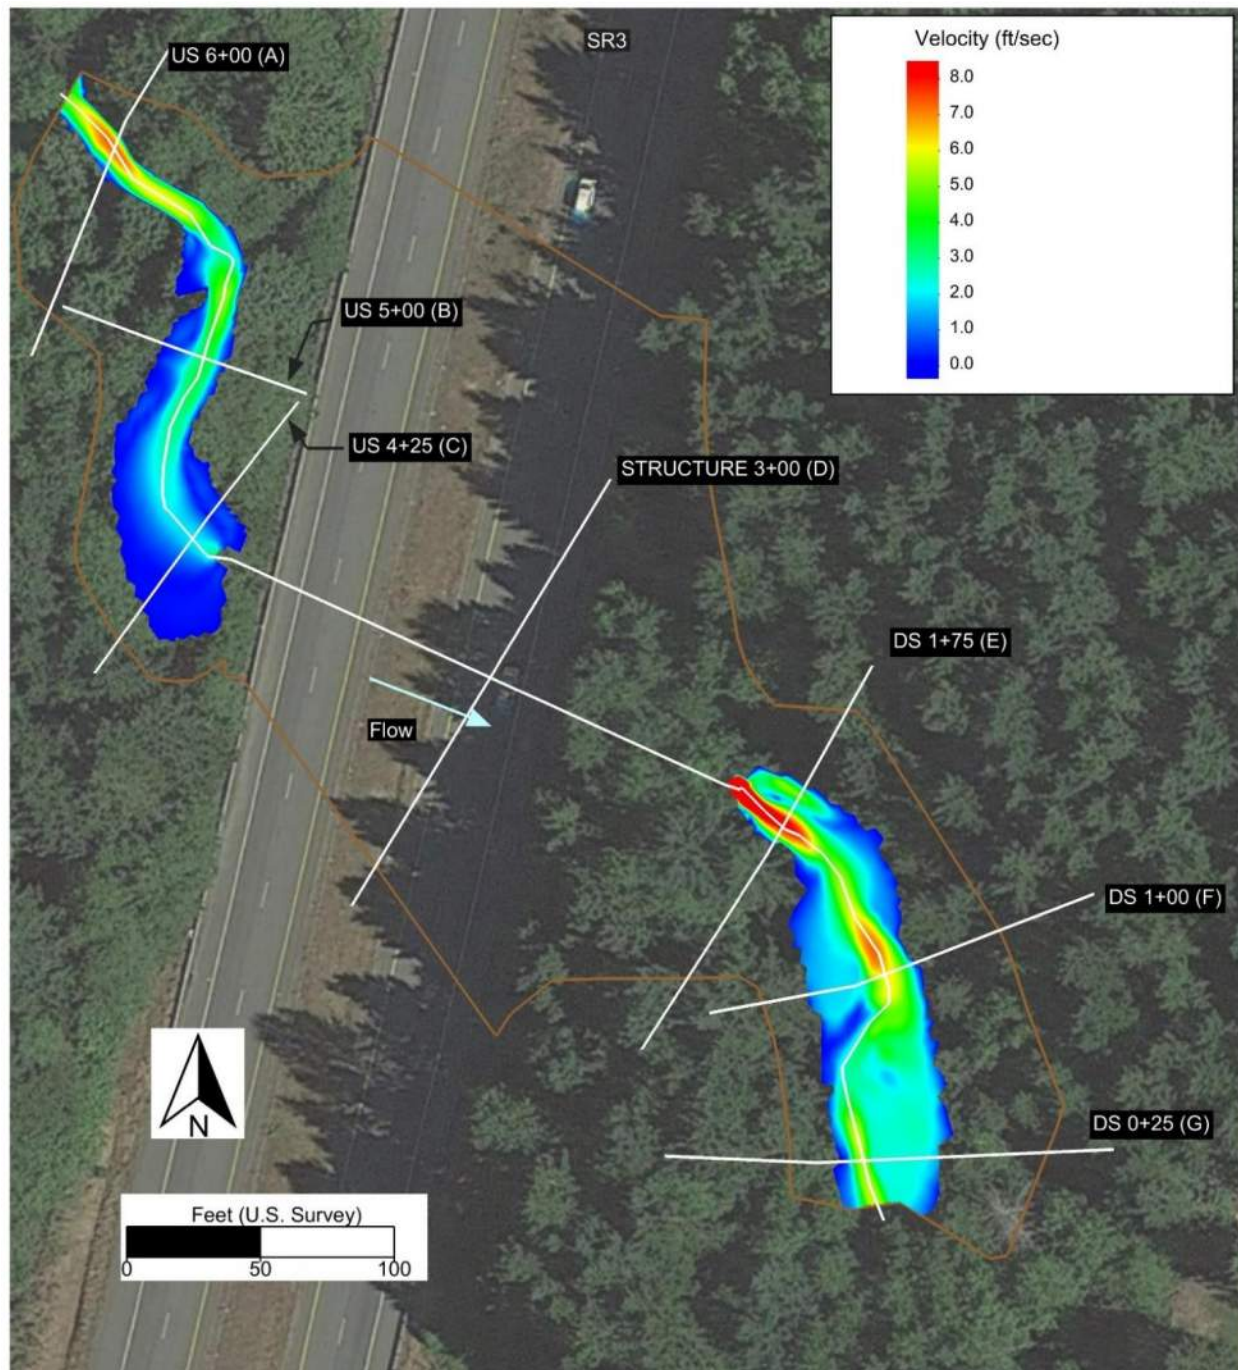 SR3
Velocity (ft/sec)
8.0
7.0
6.0
5.0
4.0
3.0
2.0
1.0
0.0
US 6+00 (A)
US 5+00 (B)
US 4+25 (C)
STRUCTURE 3+00 (D)
DS 1+75 (E)
Flow
DS 1+00 (F)
N
DS 0+25 (G)
Feet (U.S. Survey)
0 50 100